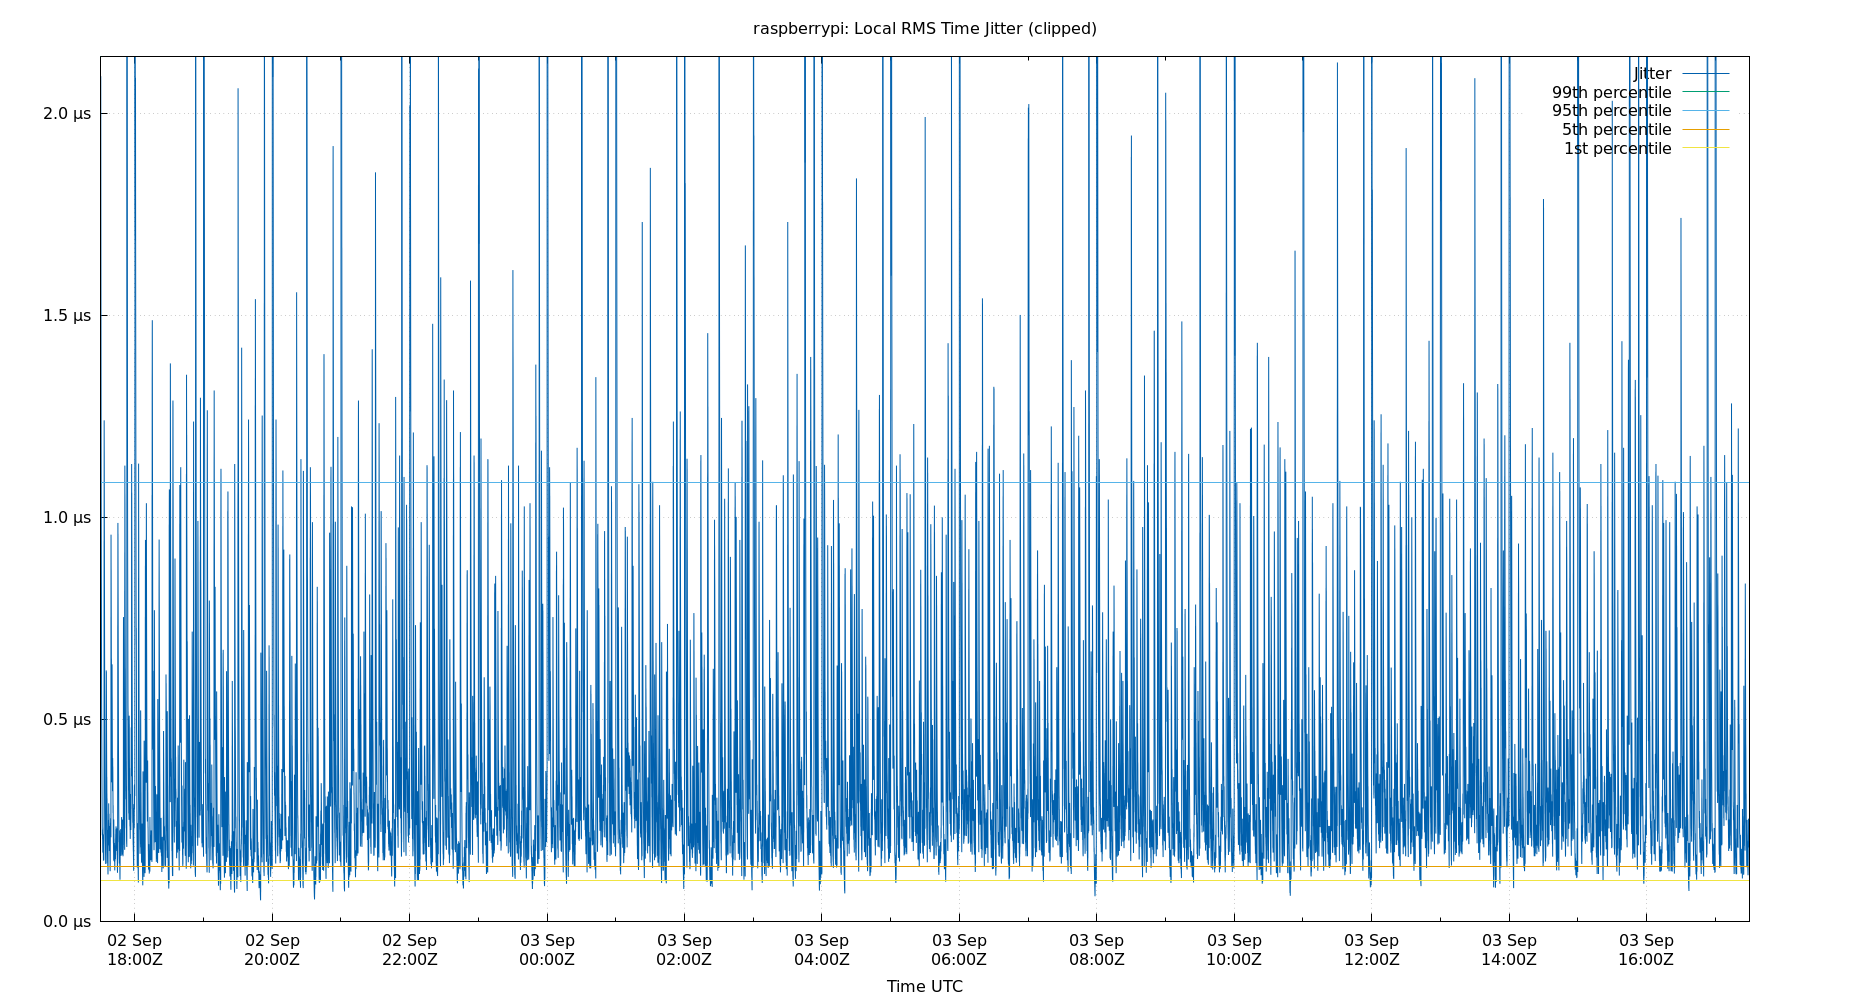 raspberrypi: Local RMS Time Jitter (clipped)
Jitter
99th percentile
95th percentile
5th percentile
1st percentile
2.0 µs
1.5 µs
1.0 µs
0.5 µs
0.0 µs
02 Sep 02 Sep 02 Sep 03 Sep 03 Sep 03 Sep 03 Sep 03 Sep 03 Sep 03 Sep 03 Sep 03 Sep
18:00Z 20:00Z 22:00Z 00:00Z 02:00Z 04:00Z 06:00Z 08:00Z 10:00Z 12:00Z 14:00Z 16:00Z
Time UTC